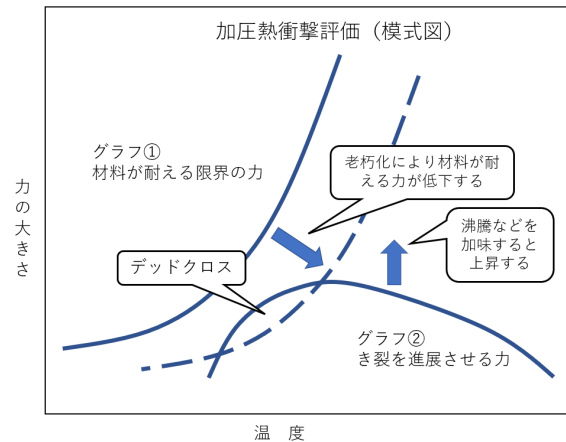 加圧熱衝撃評価（模式図）
グラフ①
材料が耐える限界の力
老朽化により材料が耐
える力が低下する
沸騰などを
加味すると
上昇する
デッドクロス
グラフ②
き裂を進展させる力
力の大きさ
温 度